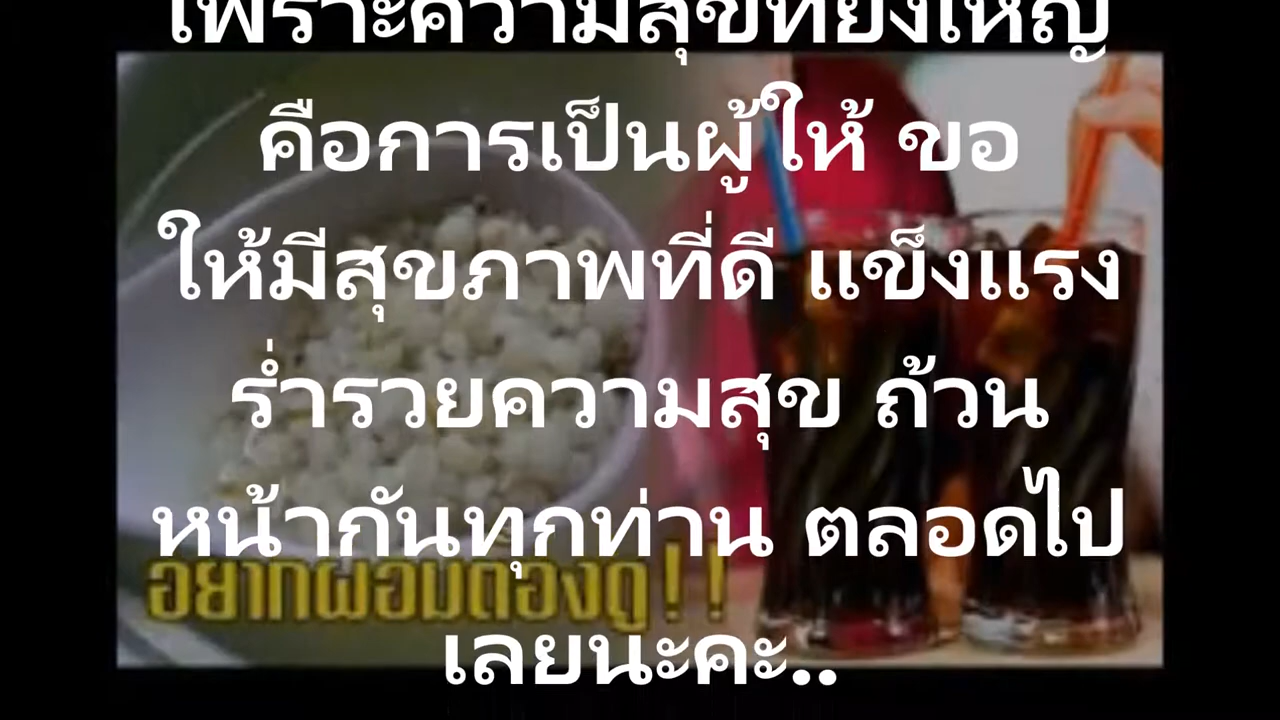 เพราะความสุขที่ยิ่งใหญ่
คือการเป็นผู้ให้ ขอ
ให้มีสุขภาพที่ดี แข็งแรง
ร่ำรวยความสุข ถ้วน
หน้ากันทุกท่าน ตลอดไป
อยากผอมต้องดู!!
เลยนะคะ..